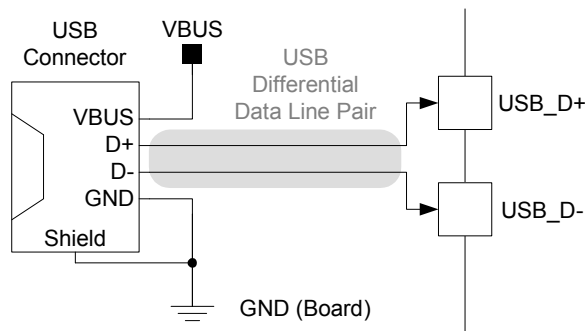 USB
Connector
VBUS
USB
Differential
Data Line Pair
VBUS
D+
D-
GND
Shield
USB_D+
USB_D-
GND (Board)